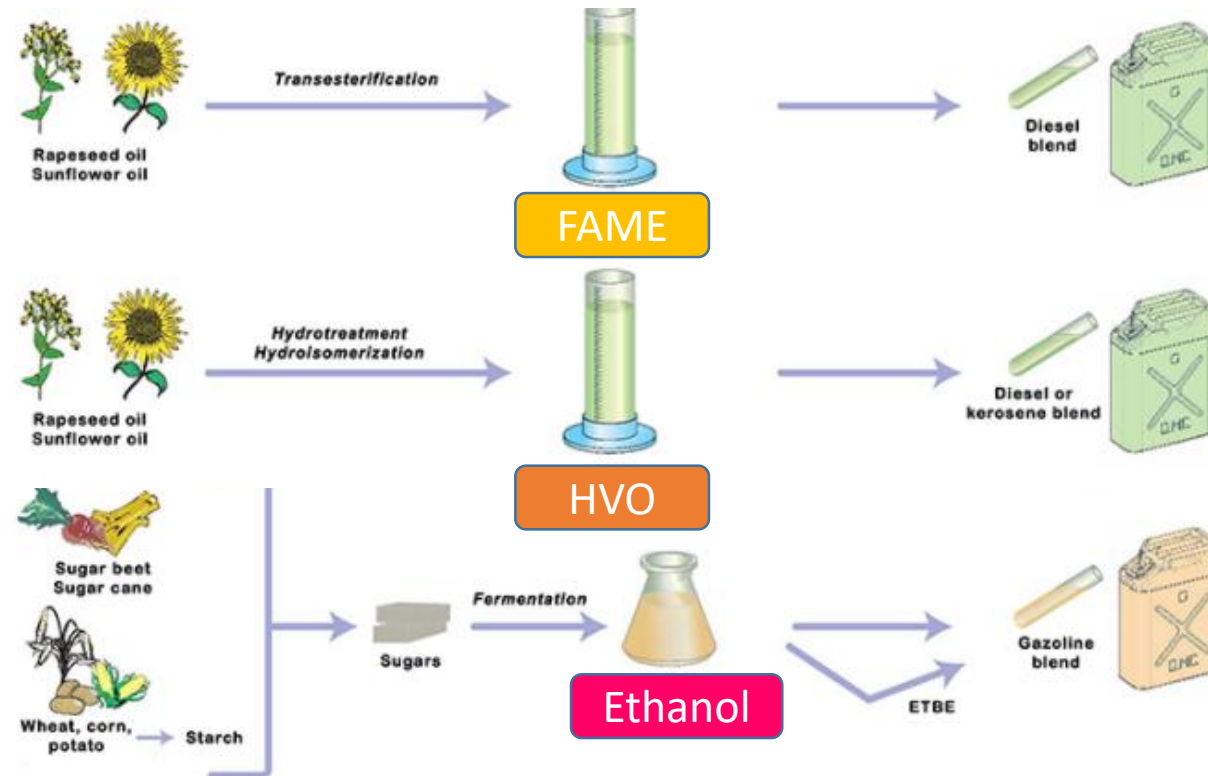 Transesterification
Rapeseed oil
Sunflower oil
Diesel
blend
G
FAME
Hydrotreatment
Hydroisomerization
Rapeseed oil
Sunflower oil
Diesel or
kerosene blend
G
HVO
Sugar beet
Sugar cane
Fermentation
Sugars
Gazoline
blend
G
Ethanol
ETBE
Wheat, corn,
potato
Starch